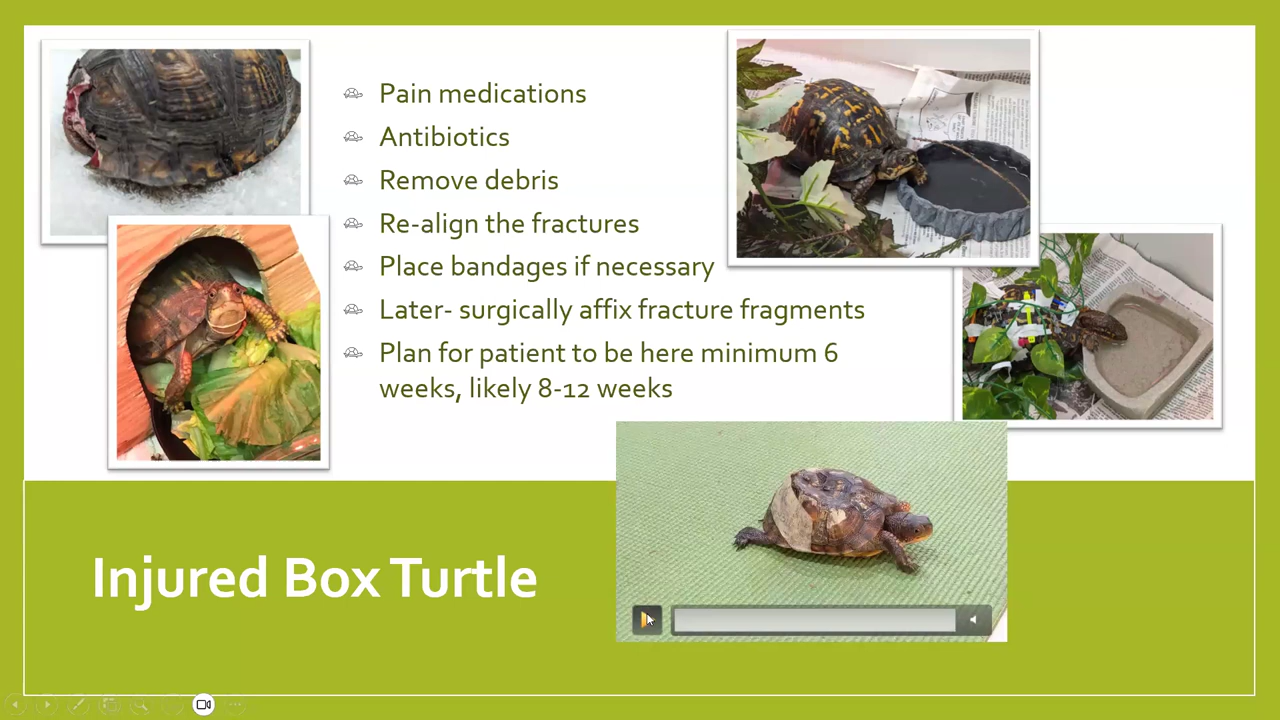 Pain medications
Antibiotics
Remove debris
Re-align the fractures
Place bandages if necessary
Later- surgically affix fracture fragments
Plan for patient to be here minimum 6
weeks, likely 8-12 weeks
Injured Box Turtle